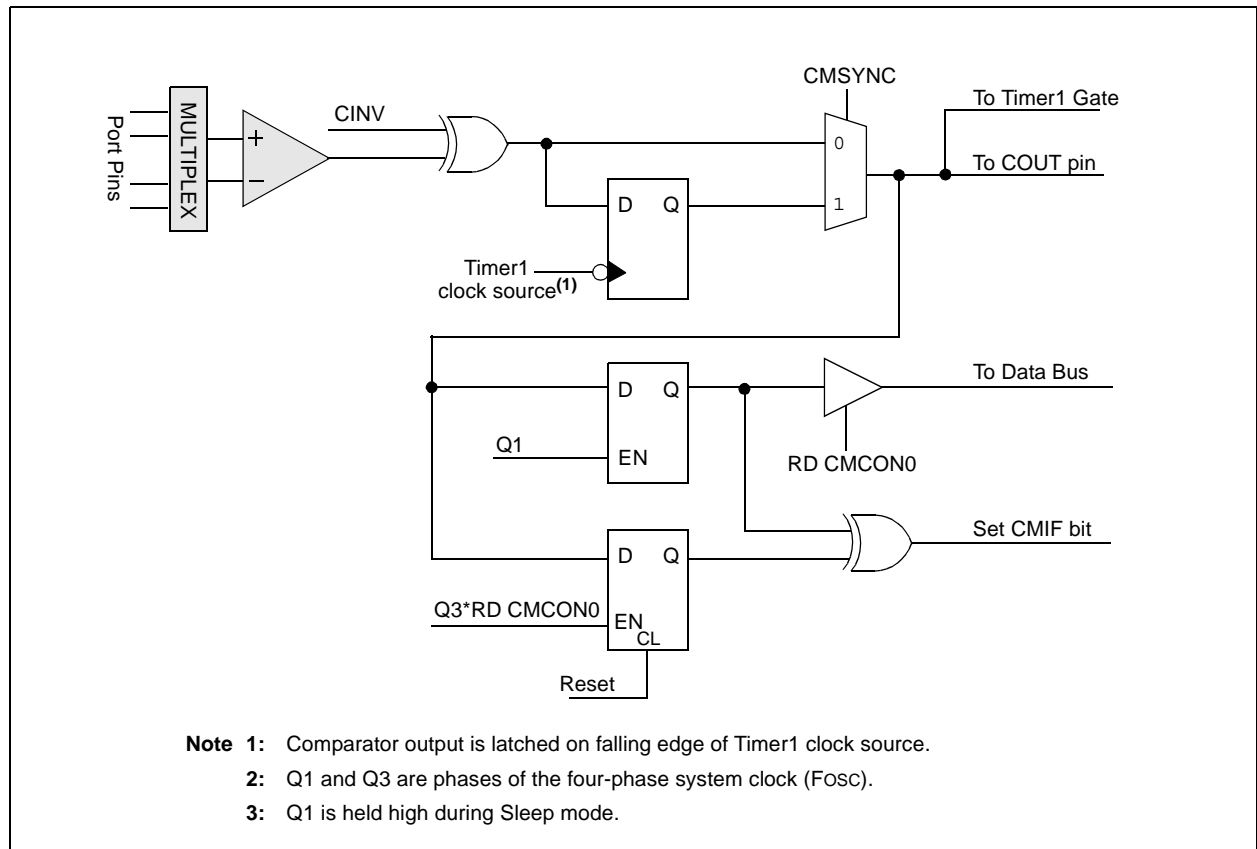 CMSYNC
To Timer1 Gate
CINV
MULTIPLEX
Port Pins
+
−
0
To COUT pin
D Q
1
Timer1
clock source(1)
D Q
To Data Bus
Q1
EN
RD CMCON0
Set CMIF bit
D Q
Q3*RD CMCON0
EN
CL
Reset
Note 1: Comparator output is latched on falling edge of Timer1 clock source.
2: Q1 and Q3 are phases of the four-phase system clock (FOSC).
3: Q1 is held high during Sleep mode.